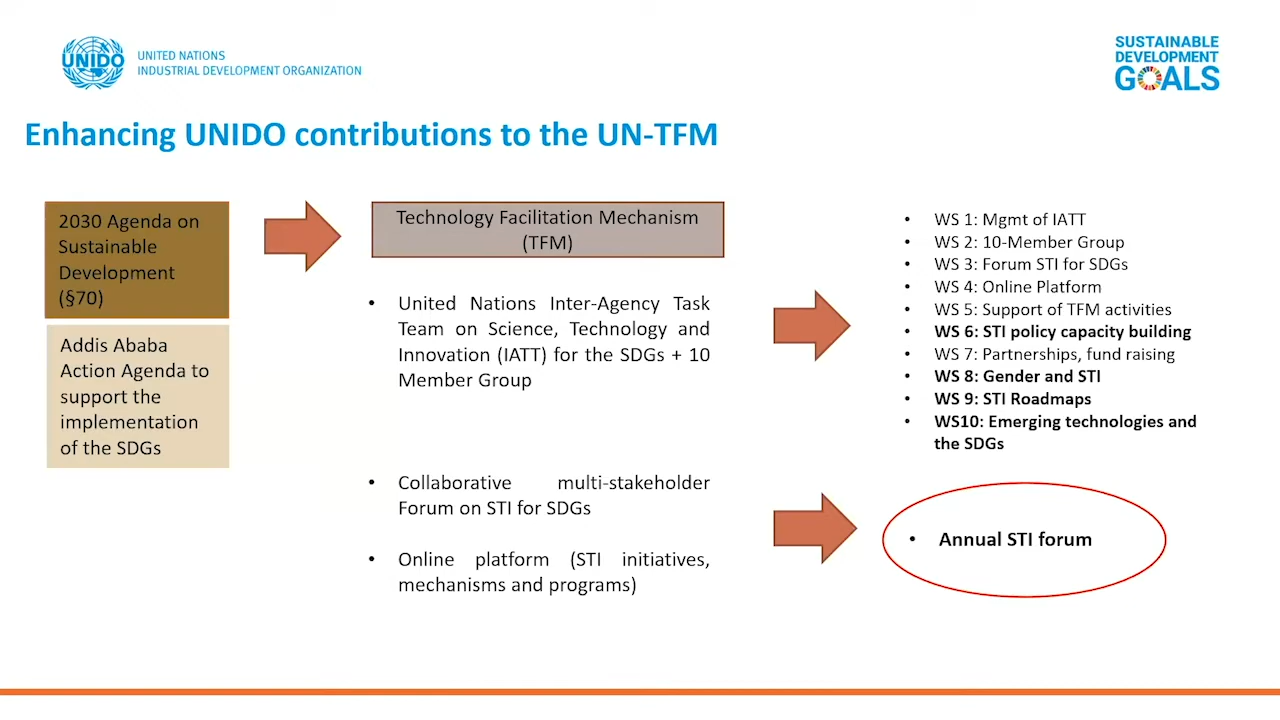 UNIDO
UNITED NATIONS
INDUSTRIAL DEVELOPMENT ORGANIZATION
SUSTAINABLE
DEVELOPMENT
GOALS
Enhancing UNIDO contributions to the UN-TFM
2030 Agenda on
Sustainable
Development
(§70)
Addis Ababa
Action Agenda to
support the
implementation
of the SDGs
Technology Facilitation Mechanism
(TFM)
• United Nations Inter-Agency Task
Team on Science, Technology and
Innovation (IATT) for the SDGs + 10
Member Group
• Collaborative multi-stakeholder
Forum on STI for SDGs
• Online platform (STI initiatives,
mechanisms and programs)
• WS 1: Mgmt of IATT
• WS 2: 10-Member Group
• WS 3: Forum STI for SDGs
• WS 4: Online Platform
• WS 5: Support of TFM activities
• WS 6: STI policy capacity building
• WS 7: Partnerships, fund raising
• WS 8: Gender and STI
• WS 9: STI Roadmaps
• WS10: Emerging technologies and
the SDGs
• Annual STI forum